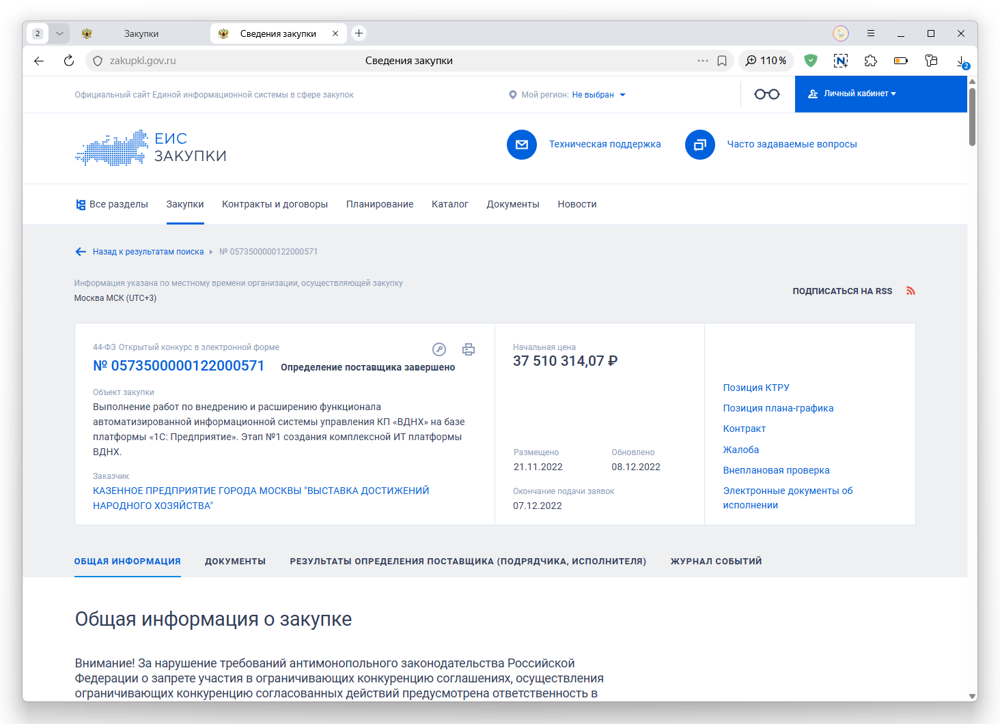 2
Закупки
Сведения закупки
zakupki.gov.ru
Сведения закупки
110 %
2
Официальный сайт Единой информационной системы в сфере закупок
Мой регион: Не выбран
Личный кабинет
ЕИС
ЗАКУПКИ
Техническая поддержка
Часто задаваемые вопросы
Все разделы
Закупки
Контракты и договоры
Планирование
Каталог
Документы
Новости
Назад к результатам поиска
№ 0573500000122000571
Информация указана по местному времени организации, осуществляющей закупку
Москва МСК (UTC+3)
ПОДПИСАТЬСЯ НА RSS
44-ФЗ Открытый конкурс в электронной форме
№ 0573500000122000571
Определение поставщика завершено
Объект закупки
Выполнение работ по внедрению и расширению функционала
автоматизированной информационной системы управления КП «ВДНХ» на базе
платформы «1С: Предприятие». Этап №1 создания комплексной ИТ платформы
ВДНХ.
Заказчик
КАЗЕННОЕ ПРЕДПРИЯТИЕ ГОРОДА МОСКВЫ "ВЫСТАВКА ДОСТИЖЕНИЙ
НАРОДНОГО ХОЗЯЙСТВА"
Начальная цена
37 510 314,07 ₽
Размещено
Обновлено
21.11.2022
08.12.2022
Окончание подачи заявок
07.12.2022
Позиция КТРУ
Позиция плана-графика
Контракт
Жалоба
Внеплановая проверка
Электронные документы об
исполнении
ОБЩАЯ ИНФОРМАЦИЯ
ДОКУМЕНТЫ
РЕЗУЛЬТАТЫ ОПРЕДЕЛЕНИЯ ПОСТАВЩИКА (ПОДРЯДЧИКА, ИСПОЛНИТЕЛЯ)
ЖУРНАЛ СОБЫТИЙ
Общая информация о закупке
Внимание! За нарушение требований антимонопольного законодательства Российской
Федерации о запрете участия в ограничивающих конкуренцию соглашениях, осуществления
ограничивающих конкуренцию согласованных действий предусмотрена ответственность в